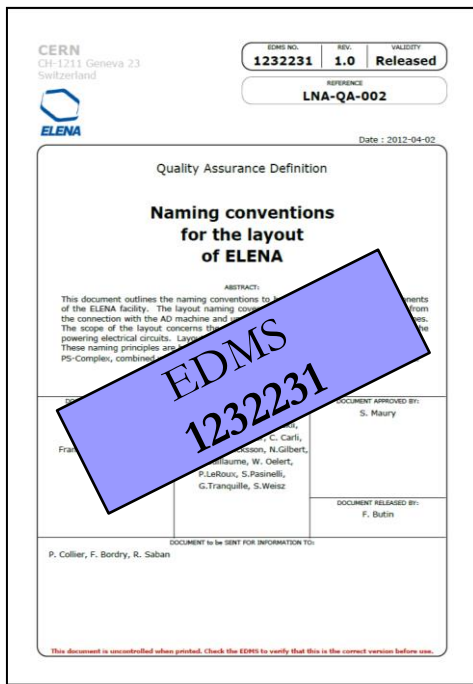 CERN
CH-1211 Geneva 23
Switzerland
EDMS NO.
REV.
VALIDITY
1232231
1.0
Released
REFERENCE
LNA-QA-002
ELENA
Date : 2012-04-02
Quality Assurance Definition
Naming conventions
for the layout
of ELENA
ABSTRACT:
This document outlines the naming conventions to
of the ELENA facility. The layout naming from
the connection with the AD machine and
The scope of the layout concerns the
powering electrical circuits.
These naming principles are
PS-Complex, combined
EDMS
1232231
DOCUMENT APPROVED BY:
S. Maury
C. Carli,
N.Gilbert,
W. Oelert,
P.LeRoux, S.Pasinelli,
G.Tranquille, S.Weisz
DOCUMENT RELEASED BY:
F. Butin
DOCUMENT to be SENT FOR INFORMATION TO:
P. Collier, F. Bordry, R. Saban
This document is uncontrolled when printed. Check the EDMS to verify that this is the correct version before use.